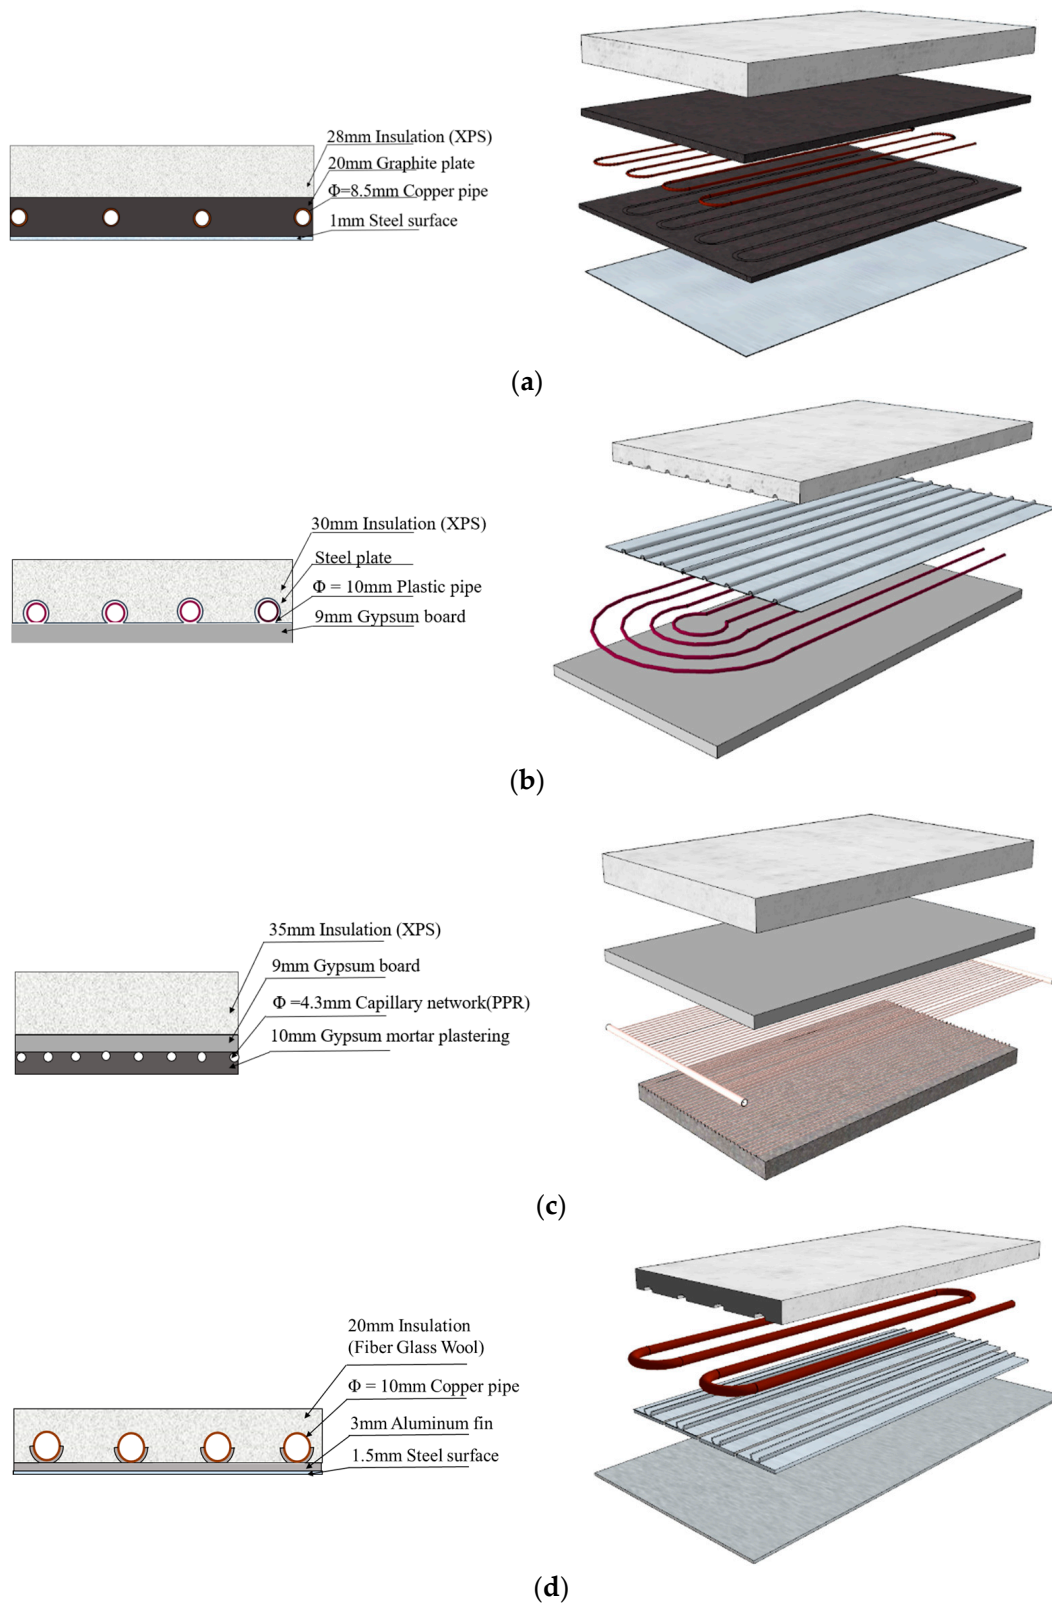 28mm Insulation (XPS)
20mm Graphite plate
Φ=8.5mm Copper pipe
1mm Steel surface
(a)
30mm Insulation (XPS)
Steel plate
Φ = 10mm Plastic pipe
9mm Gypsum board
(b)
35mm Insulation (XPS)
9mm Gypsum board
Φ =4.3mm Capillary network(PPR)
10mm Gypsum mortar plastering
(c)
20mm Insulation
(Fiber Glass Wool)
Φ = 10mm Copper pipe
3mm Aluminum fin
1.5mm Steel surface
(d)